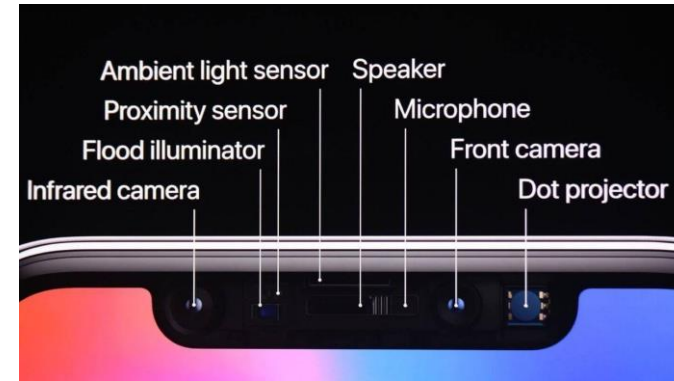 Ambient light sensor
Speaker
Proximity sensor
Microphone
Flood illuminator
Front camera
Infrared camera
Dot projector